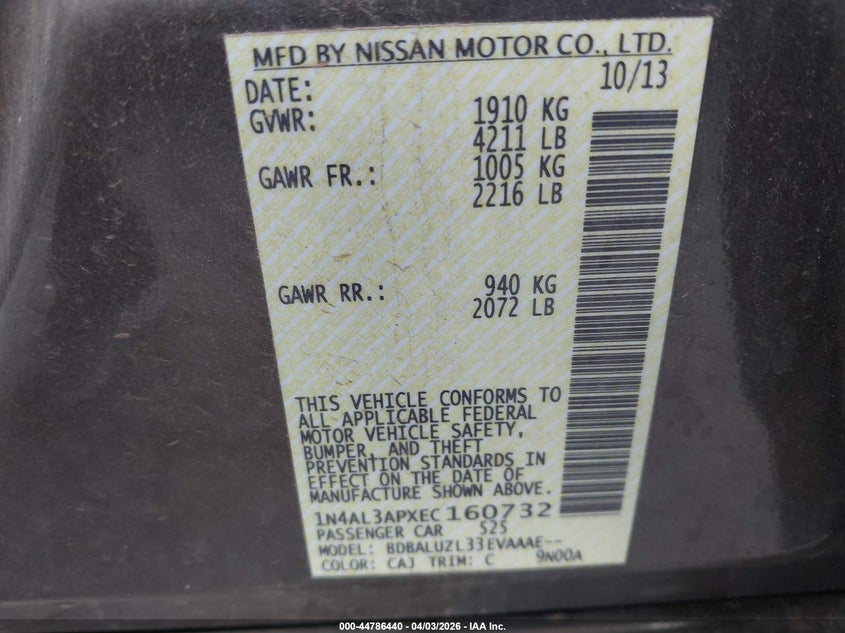 MFD BY NISSAN MOTOR CO., LTD.
DATE: 10/13
GVWR: 1910 KG
4211 LB
GAWR FR.: 1005 KG
2216 LB
GAWR RR.: 940 KG
2072 LB
THIS VEHICLE CONFORMS TO
ALL APPLICABLE FEDERAL
MOTOR VEHICLE SAFETY,
BUMPER, AND THEFT
PREVENTION STANDARDS IN
EFFECT ON THE DATE OF
MANUFACTURE SHOWN ABOVE.
1N4AL3APXEC160732
PASSENGER CAR 525
MODEL: BDBALUZL33EVAAAE--
COLOR: CAJ TRIM: C 9N00A
000-44786440 - 04/03/2026 - IAA Inc.